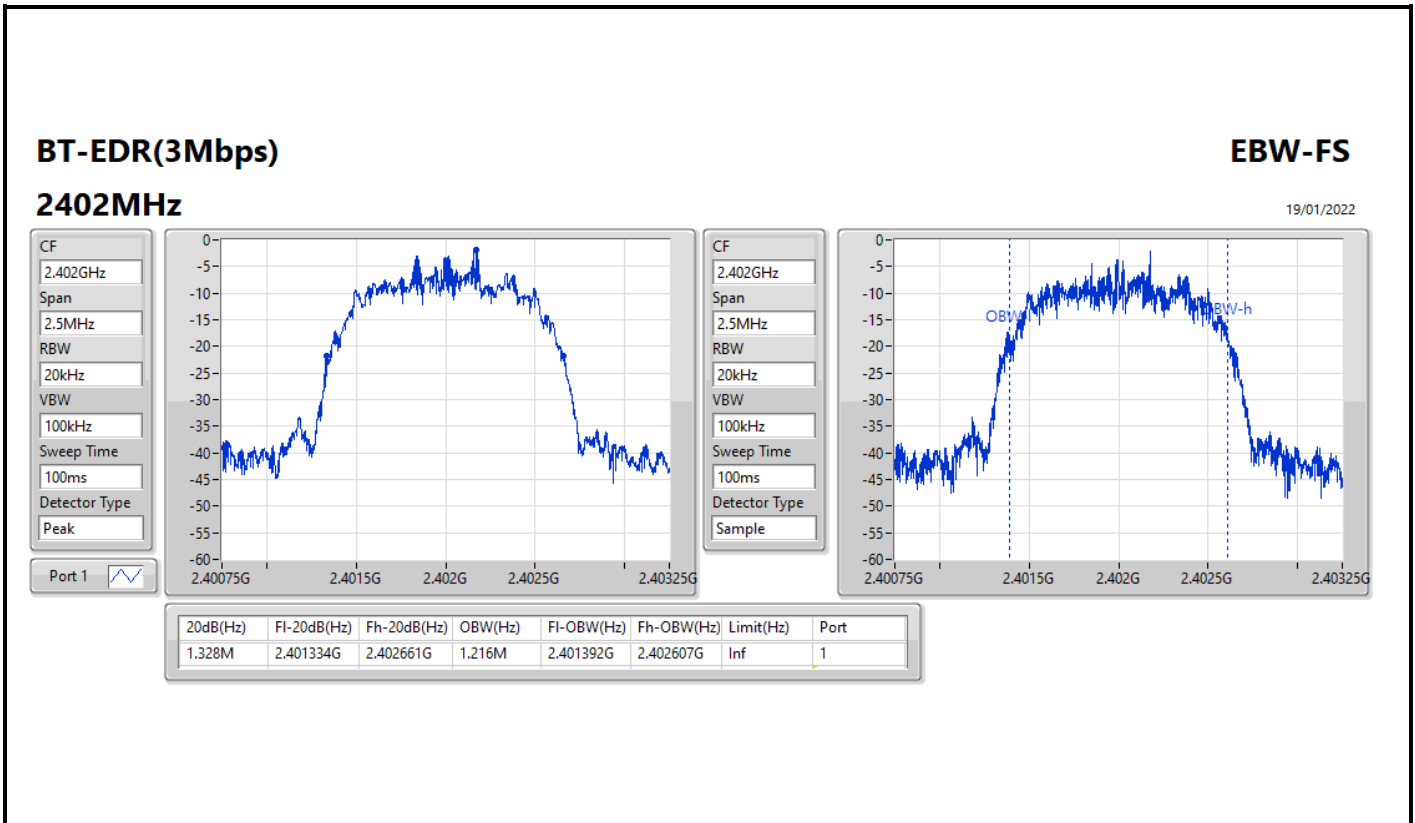 BT-EDR(3Mbps)
EBW-FS
2402MHz
19/01/2022
CF
2.402GHz
Span
2.5MHz
RBW
20kHz
VBW
100kHz
Sweep Time
100ms
Detector Type
Peak
Port 1
0-
-5-
-10-
-15-
-20-
-25-
-30-
-35-
-40-
-45-
-50-
-55-
-60-
2.40075G 2.4015G 2.402G 2.4025G 2.40325G
CF
2.402GHz
Span
2.5MHz
RBW
20kHz
VBW
100kHz
Sweep Time
100ms
Detector Type
Sample
0-
-5-
-10-
-15-
-20-
-25-
-30-
-35-
-40-
-45-
-50-
-55-
-60-
OBW
BW-h
2.40075G 2.4015G 2.402G 2.4025G 2.40325G
20dB(Hz) Fl-20dB(Hz) Fh-20dB(Hz) OBW(Hz) Fl-OBW(Hz) Fh-OBW(Hz) Limit(Hz) Port
1.328M 2.401334G 2.402661G 1.216M 2.401392G 2.402607G Inf 1